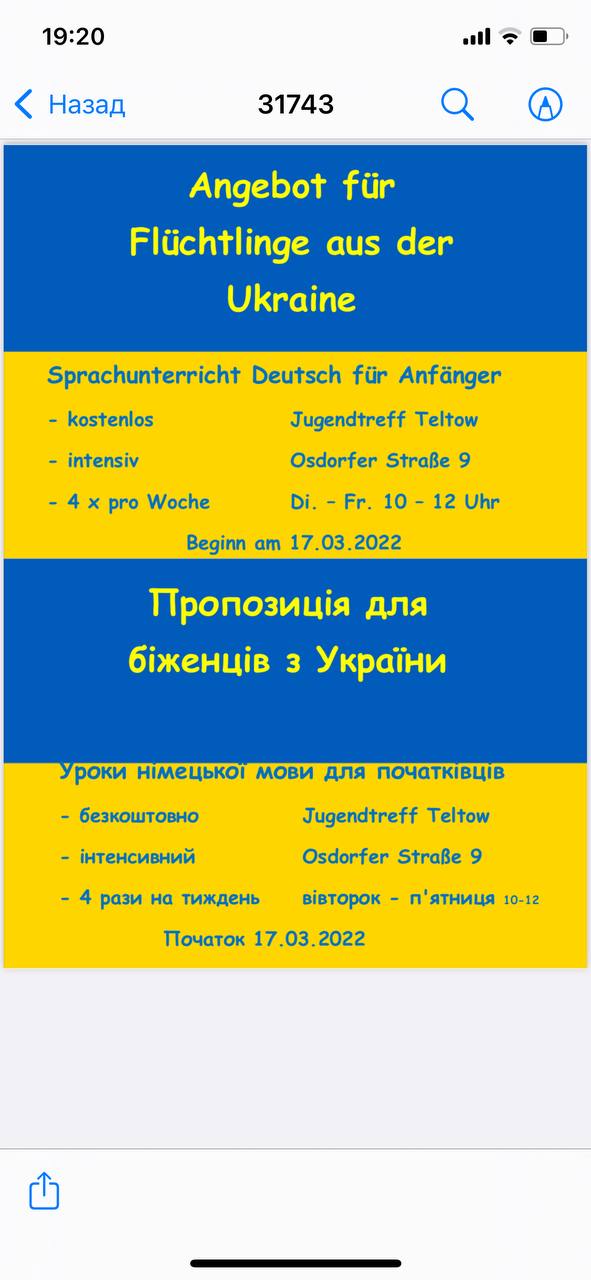 19:20
Назад 31743
Angebot für
Flüchtlinge aus der
Ukraine
Sprachunterricht Deutsch für Anfänger
- kostenlos Jugendtreff Teltow
- intensiv Osdorfer Straße 9
- 4 x pro Woche Di. - Fr. 10 - 12 Uhr
Beginn am 17.03.2022
Пропозиція для
біженців з України
Уроки німецької мови для початківців
- безкоштовно Jugendtreff Teltow
- інтенсивний Osdorfer Straße 9
- 4 рази на тиждень вівторок - п'ятниця 10-12
Початок 17.03.2022